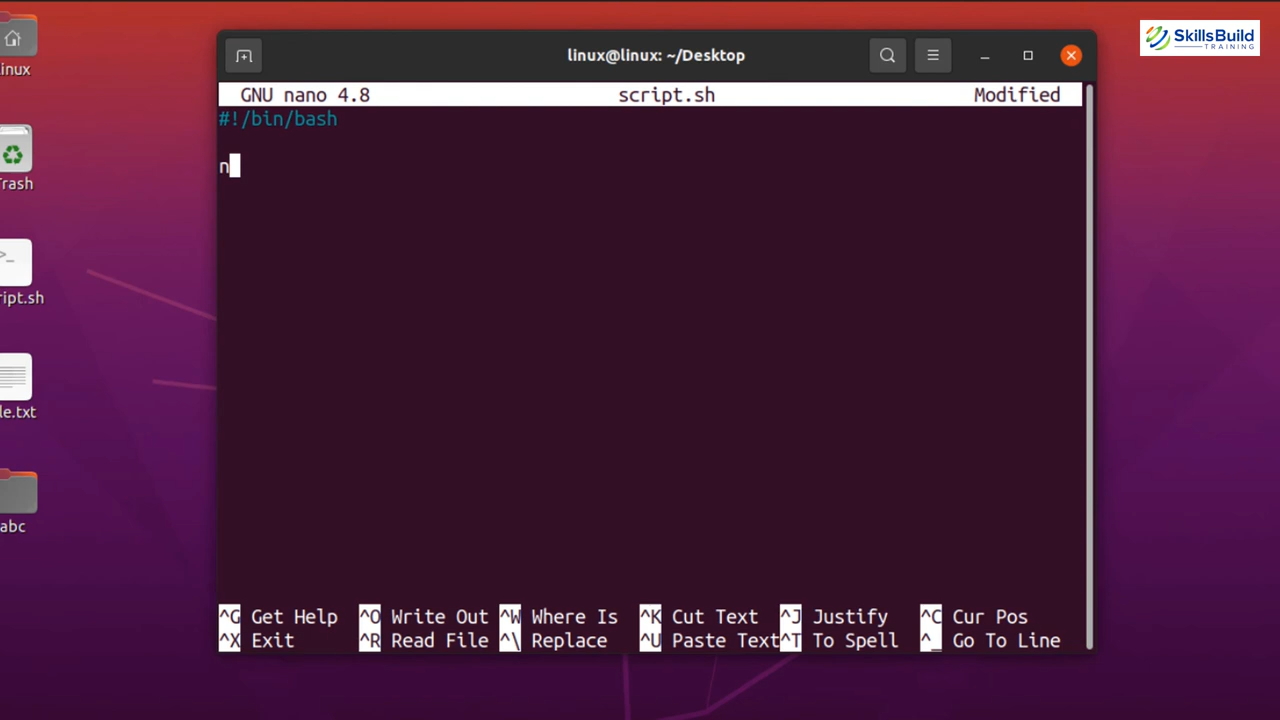 linux@linux: ~/Desktop
SkillsBuild
TRAINING
GNU nano 4.8 script.sh Modified
#!/bin/bash
n
inux
Trash
ript.sh
le.txt
abc
^G Get Help ^O Write Out ^W Where Is ^K Cut Text ^J Justify ^C Cur Pos
^X Exit ^R Read File ^\ Replace ^U Paste Text ^T To Spell ^_ Go To Line